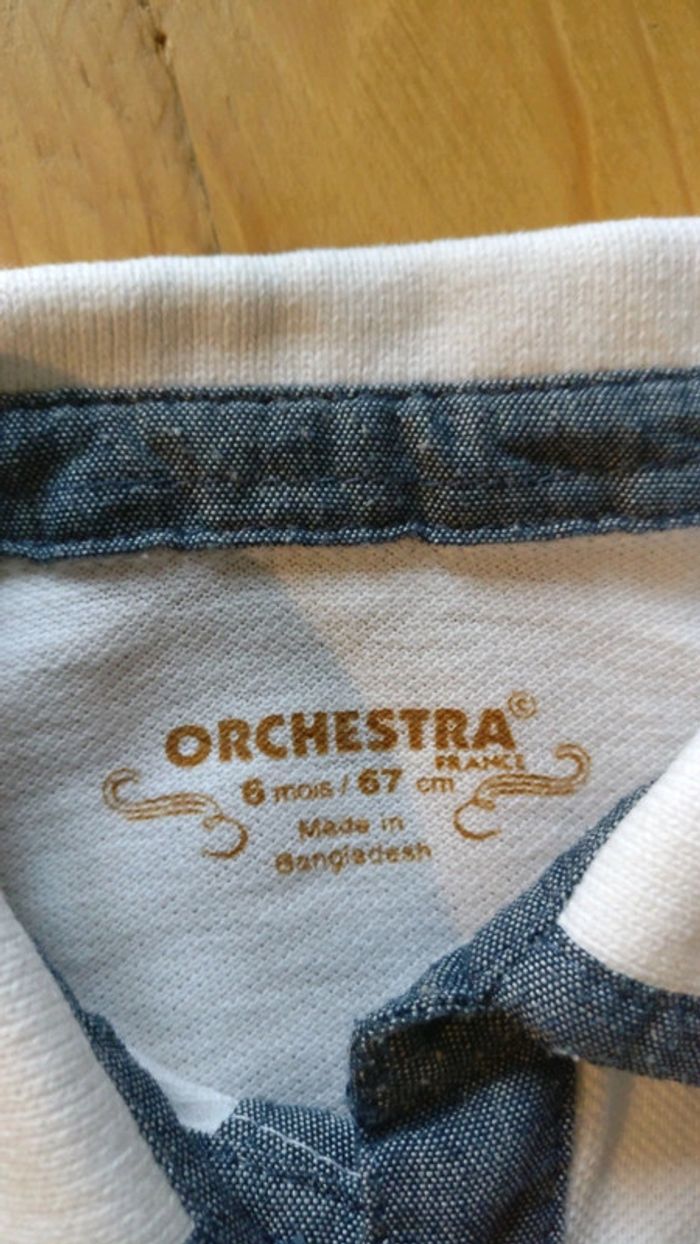 ORCHESTRA©
FRANCE
6 mois / 67 cm
Made in
Bangladesh